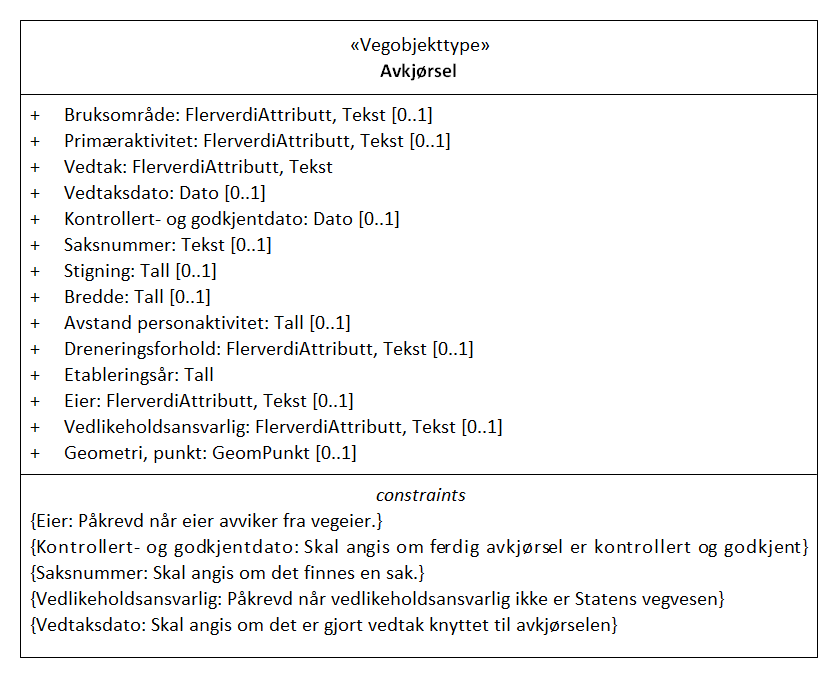 «Vegobjekttype»
Avkjørsel
+ Bruksområde: FlerverdiAttributt, Tekst [0..1]
+ Primæraktivitet: FlerverdiAttributt, Tekst [0..1]
+ Vedtak: FlerverdiAttributt, Tekst
+ Vedtaksdato: Dato [0..1]
+ Kontrollert- og godkjentdato: Dato [0..1]
+ Saksnummer: Tekst [0..1]
+ Stigning: Tall [0..1]
+ Bredde: Tall [0..1]
+ Avstand personaktivitet: Tall [0..1]
+ Dreneringsforhold: FlerverdiAttributt, Tekst [0..1]
+ Etableringsår: Tall
+ Eier: FlerverdiAttributt, Tekst [0..1]
+ Vedlikeholdsansvarlig: FlerverdiAttributt, Tekst [0..1]
+ Geometri, punkt: GeomPunkt [0..1]
constraints
{Eier: Påkrevd når eier avviker fra vegeier.}
{Kontrollert- og godkjentdato: Skal angis om ferdig avkjørsel er kontrollert og godkjent}
{Saksnummer: Skal angis om det finnes en sak.}
{Vedlikeholdsansvarlig: Påkrevd når vedlikeholdsansvarlig ikke er Statens vegvesen}
{Vedtaksdato: Skal angis om det er gjort vedtak knyttet til avkjørselen}